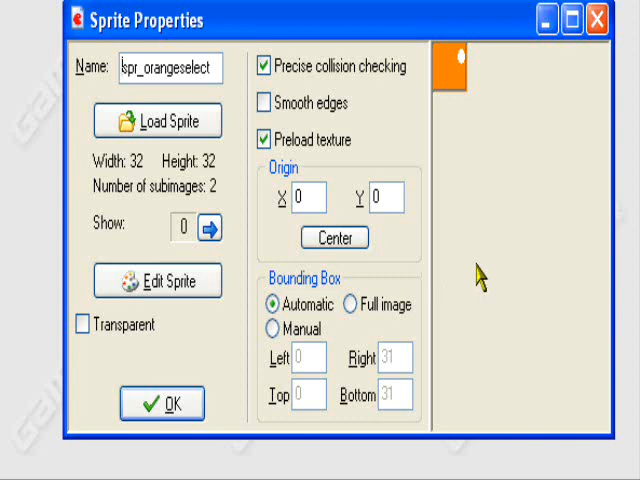 Sprite Properties
Name: spr_orangeselect
Load Sprite
Width: 32 Height: 32
Number of subimages: 2
Show: 0
Edit Sprite
Transparent
OK
Precise collision checking
Smooth edges
Preload texture
Origin
X 0 Y 0
Center
Bounding Box
Automatic Full image
Manual
Left 0 Right 31
Top 0 Bottom 31